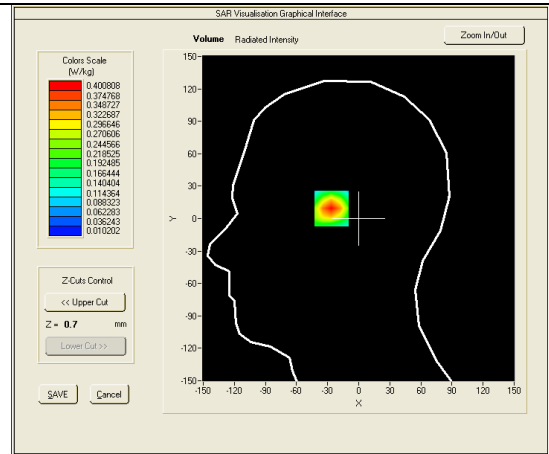 SAR Visualisation Graphical Interface
Volume Radiated Intensity
Zoom In/Out
Colors Scale
(W/kg)
0.400808
0.374768
0.348727
0.322687
0.296646
0.270606
0.244566
0.218525
0.192485
0.166444
0.140404
0.114364
0.088323
0.062283
0.036243
0.010202
Z-Cuts Control
<< Upper Cut
Z = 0.7 mm
Lower Cut >>
SAVE Cancel
150
120
90
60
30
0
-30
-60
-90
-120
-150
Y
-150 -120 -90 -60 -30 0 30 60 90 120 150
X